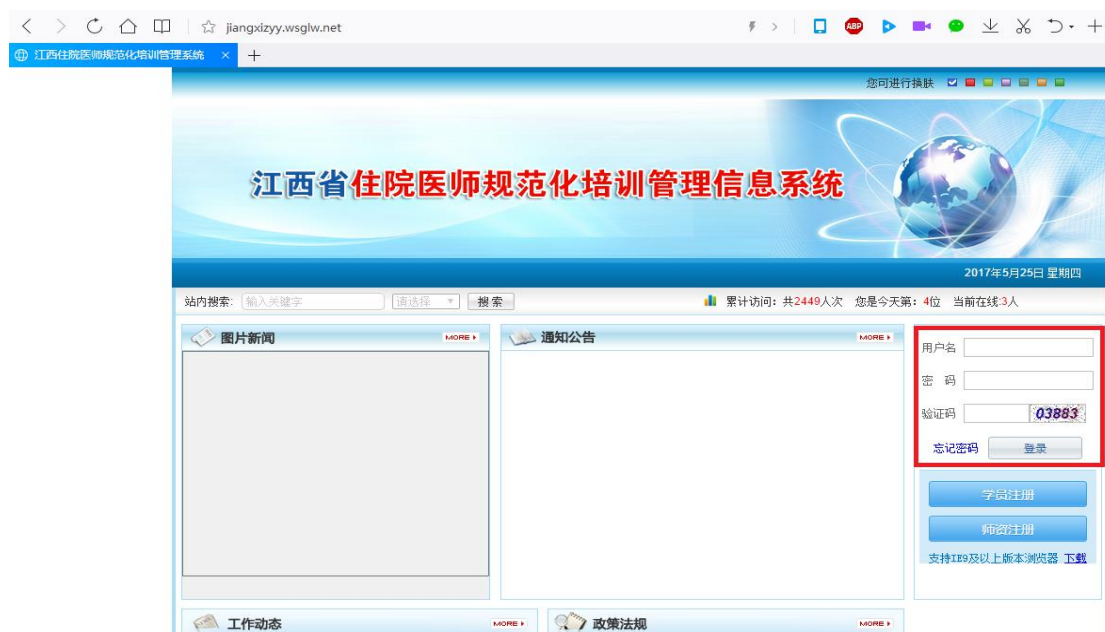 jiangxizyy.wsglw.net
ABP
江西住院医师规范化培训管理系统 × +
您可进行换肤
江西省住院医师规范化培训管理信息系统
2017年5月25日 星期四
站内搜索: 输入关键字 请选择 搜索 累计访问: 共2449人次 您是今天第: 4位 当前在线:3人
图片新闻 MORE 通知公告 MORE
用户名
密 码
验证码 03883
忘记密码 登录
学员注册
师资注册
支持IE9及以上版本浏览器 下载
工作动态 MORE 政策法规 MORE